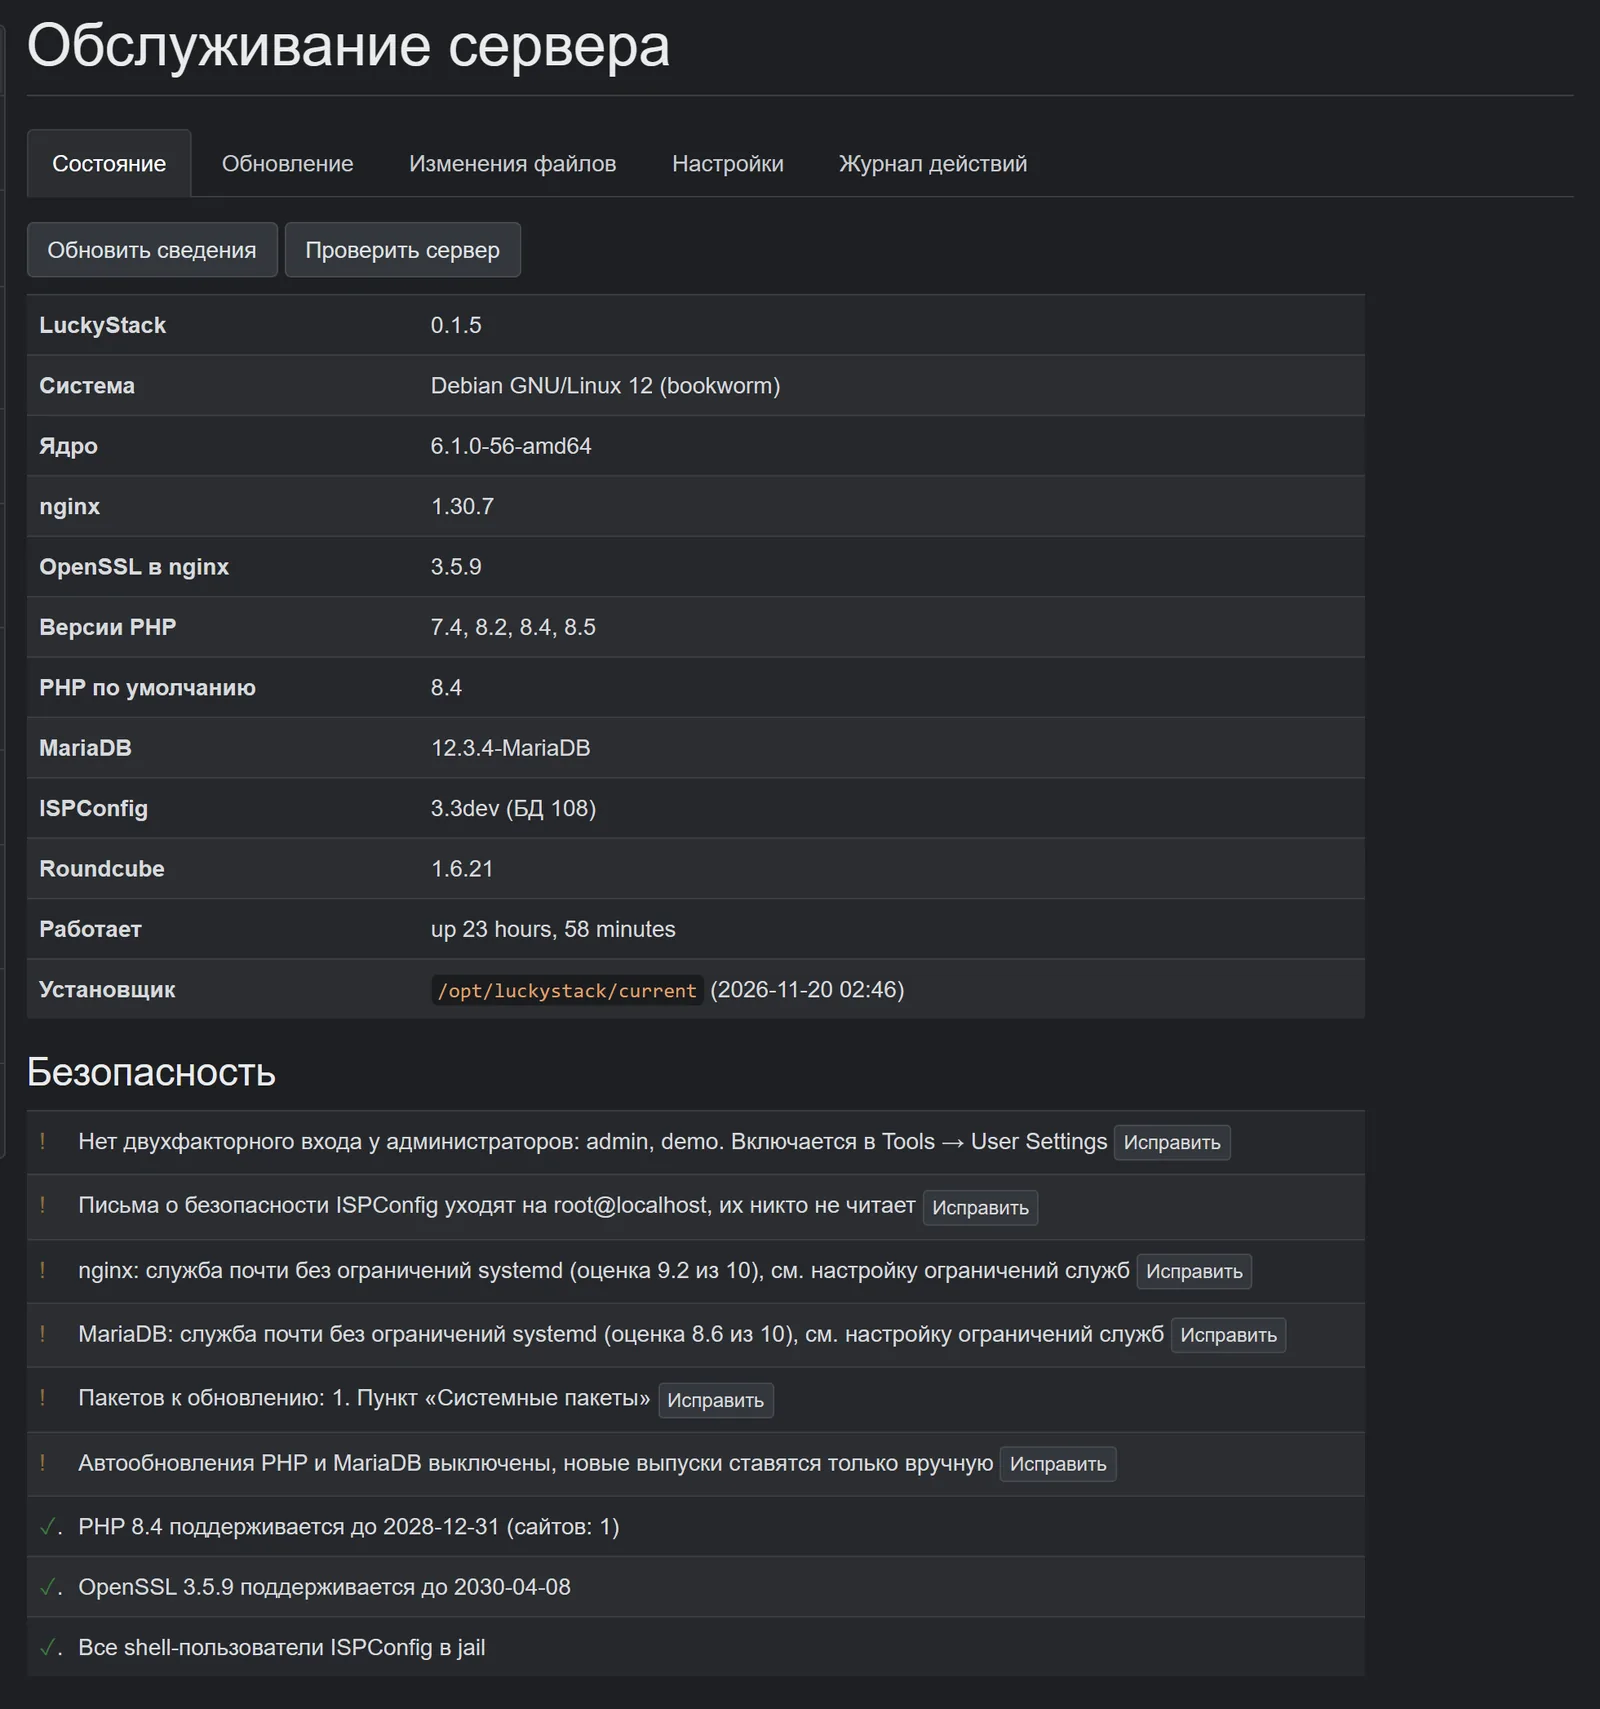 Обслуживание сервера
Состояние Обновление Изменения файлов Настройки Журнал действий
Обновить сведения Проверить сервер
LuckyStack 0.1.5
Система Debian GNU/Linux 12 (bookworm)
Ядро 6.1.0-56-amd64
nginx 1.30.7
OpenSSL в nginx 3.5.9
Версии PHP 7.4, 8.2, 8.4, 8.5
PHP по умолчанию 8.4
MariaDB 12.3.4-MariaDB
ISPConfig 3.3dev (БД 108)
Roundcube 1.6.21
Работает up 23 hours, 58 minutes
Установщик /opt/luckystack/current (2026-11-20 02:46)
Безопасность
! Нет двухфакторного входа у администраторов: admin, demo. Включается в Tools → User Settings Исправить
! Письма о безопасности ISPConfig уходят на root@localhost, их никто не читает Исправить
! nginx: служба почти без ограничений systemd (оценка 9.2 из 10), см. настройку ограничений служб Исправить
! MariaDB: служба почти без ограничений systemd (оценка 8.6 из 10), см. настройку ограничений служб Исправить
! Пакетов к обновлению: 1. Пункт «Системные пакеты» Исправить
! Автообновления PHP и MariaDB выключены, новые выпуски ставятся только вручную Исправить
✓. PHP 8.4 поддерживается до 2028-12-31 (сайтов: 1)
✓. OpenSSL 3.5.9 поддерживается до 2030-04-08
✓. Все shell-пользователи ISPConfig в jail